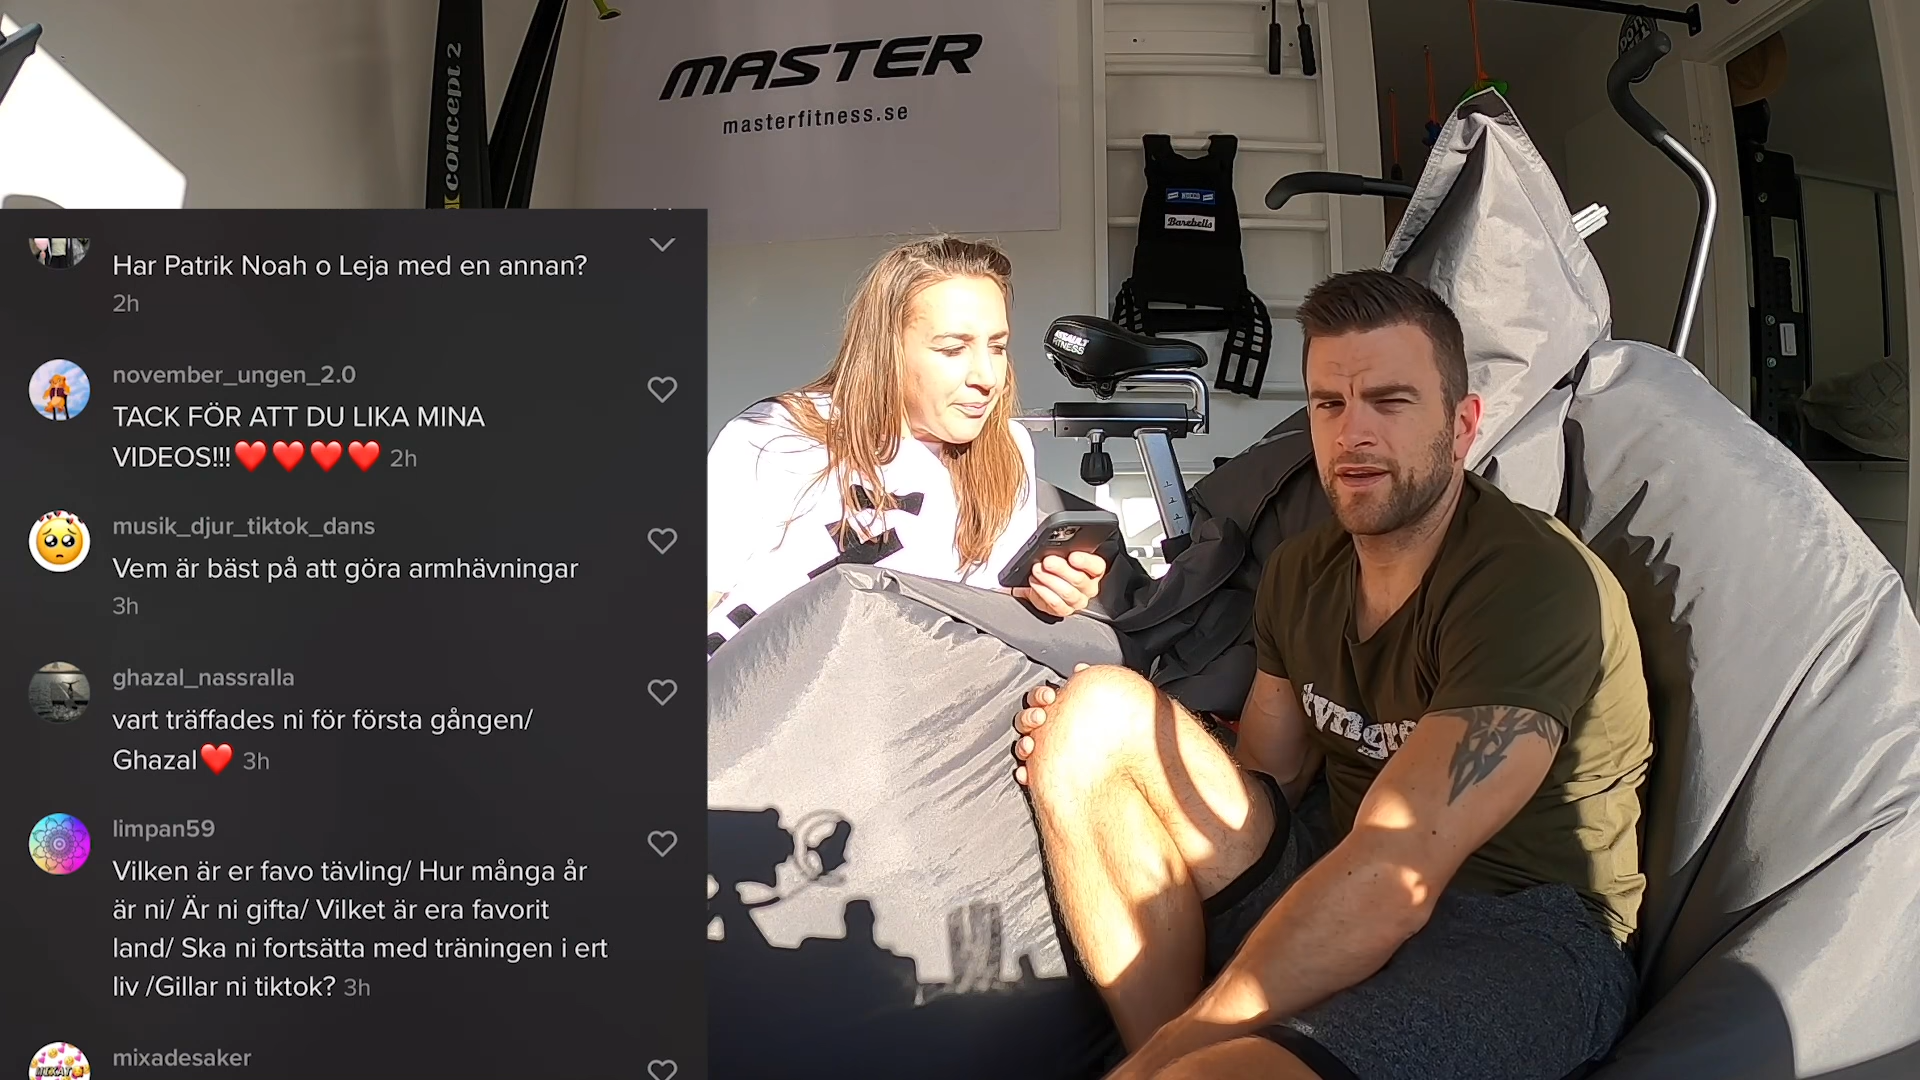 MASTER
masterfitness.se
concept 2
NOCCO
Barebells
ASSAULT
FITNESS
Har Patrik Noah o Leja med en annan?
2h
november_ungen_2.0
TACK FÖR ATT DU LIKA MINA
VIDEOS!!!❤️❤️❤️❤️ 2h
musik_djur_tiktok_dans
Vem är bäst på att göra armhävningar
3h
ghazal_nassralla
vart träffades ni för första gången/
Ghazal❤️ 3h
limpan59
Vilken är er favo tävling/ Hur många år
är ni/ Är ni gifta/ Vilket är era favorit
land/ Ska ni fortsätta med träningen i ert
liv /Gillar ni tiktok? 3h
mixadesaker